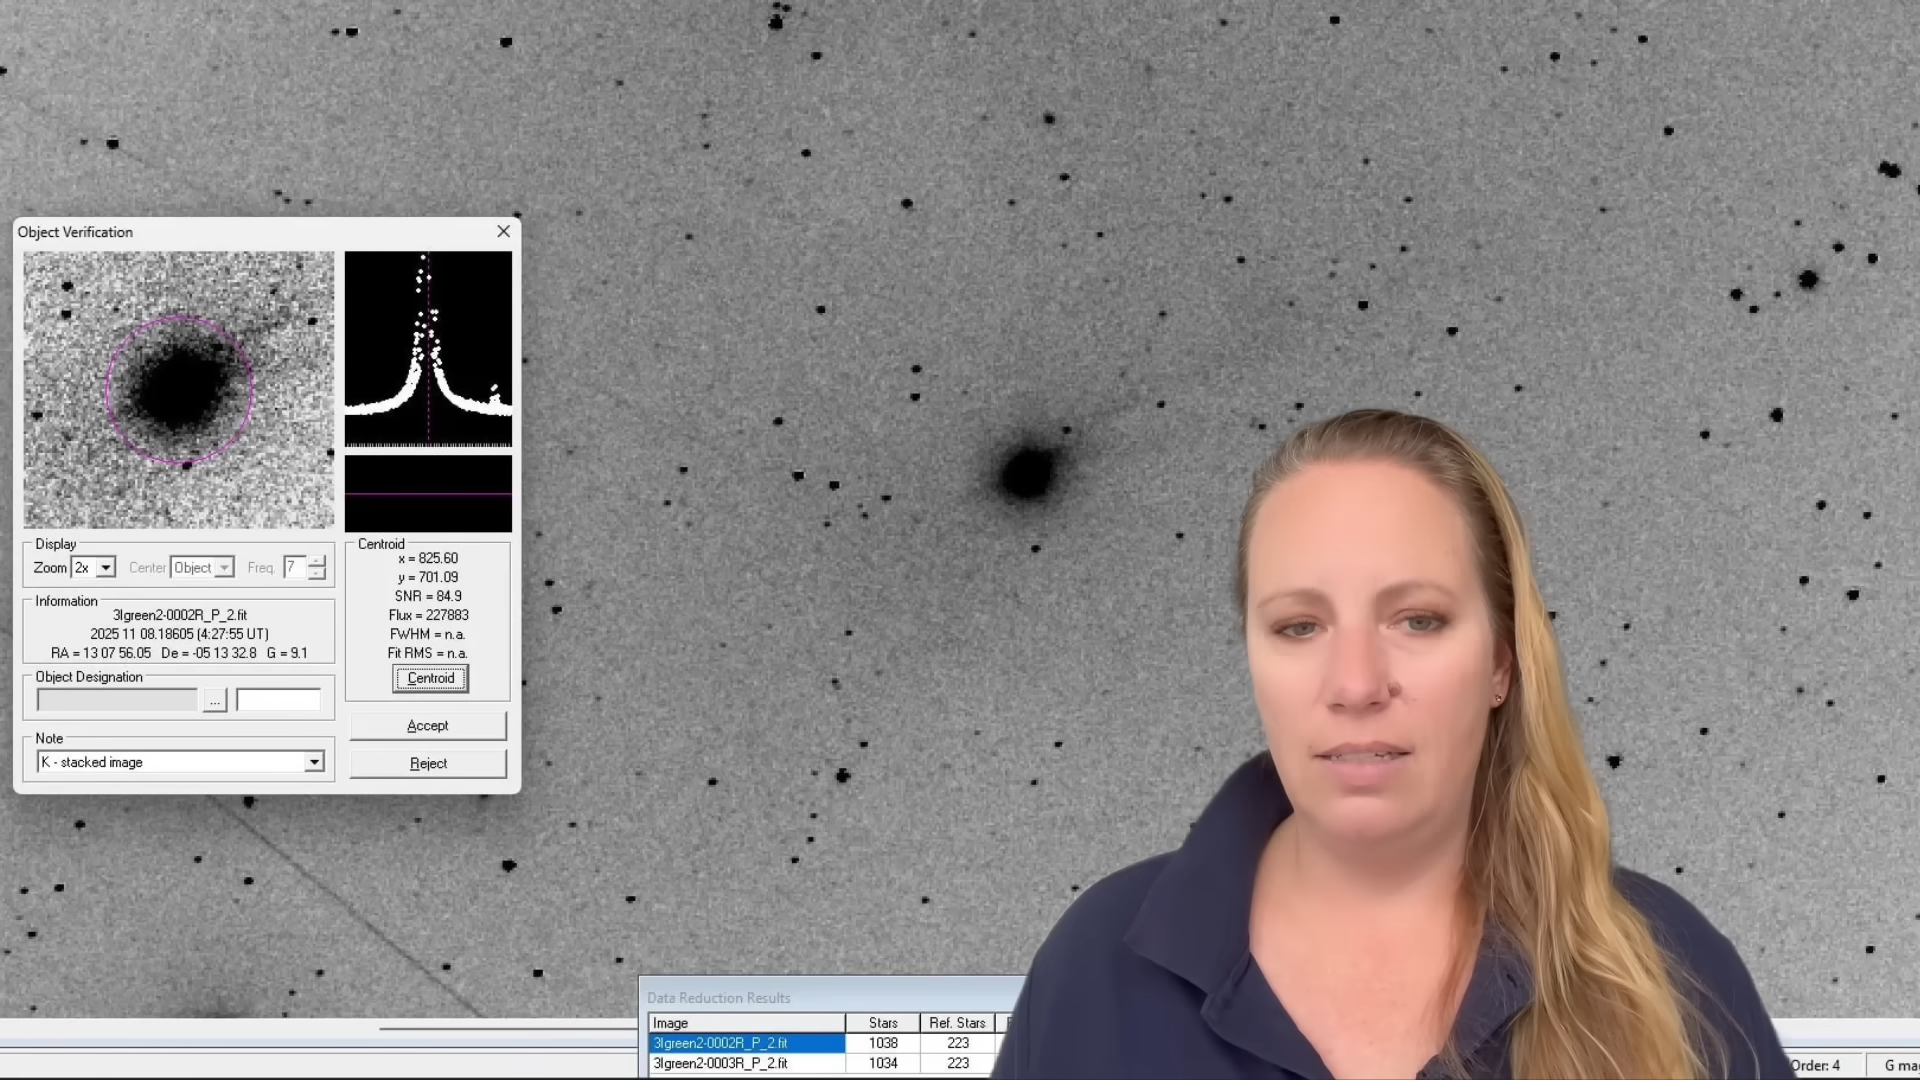 Object Verification
Display
Zoom 2x Center Object Freq. 7
Information
3Igreen2-0002R_P_2.fit
2025 11 08.18605 (4:27:55 UT)
RA = 13 07 56.05 De = -05 13 32.8 G = 9.1
Object Designation
...
Note
K - stacked image
Centroid
x = 825.60
y = 701.09
SNR = 84.9
Flux = 227883
FWHM = n.a.
Fit RMS = n.a.
Centroid
Accept
Reject
Data Reduction Results
Image Stars Ref. Stars
3Igreen2-0002R_P_2.fit 1038 223
3Igreen2-0003R_P_2.fit 1034 223
Order: 4 G mag